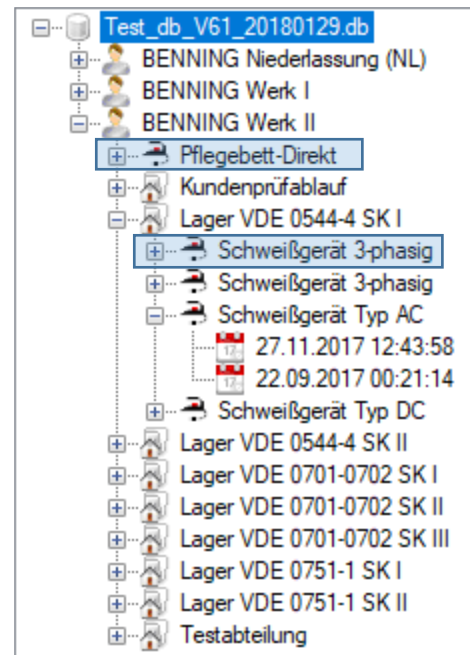 Test_db_V61_20180129.db
BENNING Niederlassung (NL)
BENNING Werk I
BENNING Werk II
Pflegebett-Direkt
Kundenprüfablauf
Lager VDE 0544-4 SK I
Schweißgerät 3-phasig
Schweißgerät 3-phasig
Schweißgerät Typ AC
27.11.2017 12:43:58
22.09.2017 00:21:14
Schweißgerät Typ DC
Lager VDE 0544-4 SK II
Lager VDE 0701-0702 SK I
Lager VDE 0701-0702 SK II
Lager VDE 0701-0702 SK III
Lager VDE 0751-1 SK I
Lager VDE 0751-1 SK II
Testabteilung